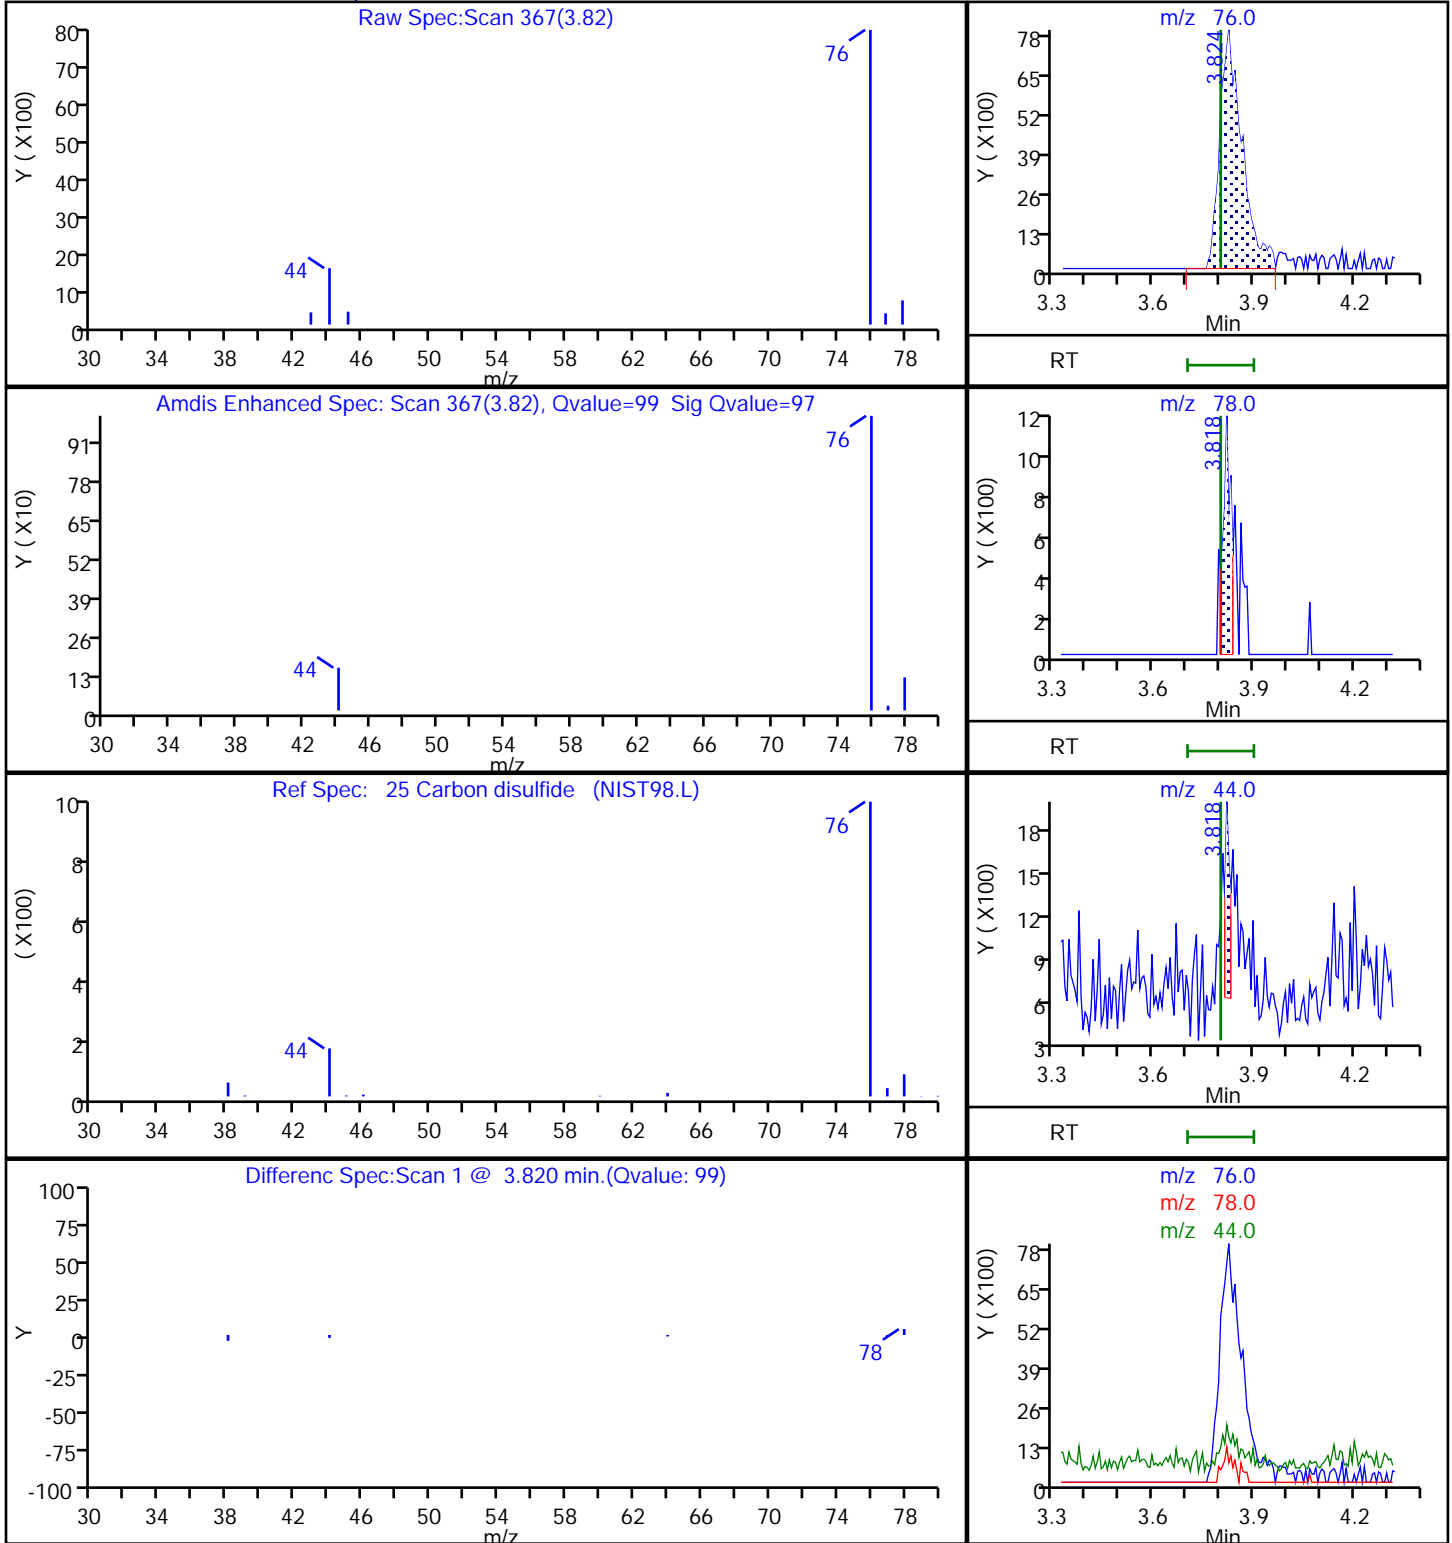 Raw Spec:Scan 367(3.82)
Y ( X100)
80
70
60
50
40
30
20
10
0
76
44
30 34 38 42 46 50 54 58 62 66 70 74 78
m/z
m/z 76.0
Y ( X100)
78
65
52
39
26
13
0
3.824
3.3 3.6 3.9 4.2
Min
RT
Amdis Enhanced Spec: Scan 367(3.82), Qvalue=99 Sig Qvalue=97
Y ( X10)
91
78
65
52
39
26
13
0
76
44
30 34 38 42 46 50 54 58 62 66 70 74 78
m/z
m/z 78.0
Y ( X100)
12
10
8
6
4
2
0
3.818
3.3 3.6 3.9 4.2
Min
RT
Ref Spec: 25 Carbon disulfide (NIST98.L)
( X100)
10
8
6
4
2
0
76
44
30 34 38 42 46 50 54 58 62 66 70 74 78
m/z 44.0
Y ( X100)
18
15
12
9
6
3
3.818
3.3 3.6 3.9 4.2
Min
RT
Differenc Spec:Scan 1 @ 3.820 min.(Qvalue: 99)
Y
100
75
50
25
0
-25
-50
-75
-100
78
30 34 38 42 46 50 54 58 62 66 70 74 78
m/z
m/z 76.0
m/z 78.0
m/z 44.0
Y ( X100)
78
65
52
39
26
13
0
3.3 3.6 3.9 4.2
Min